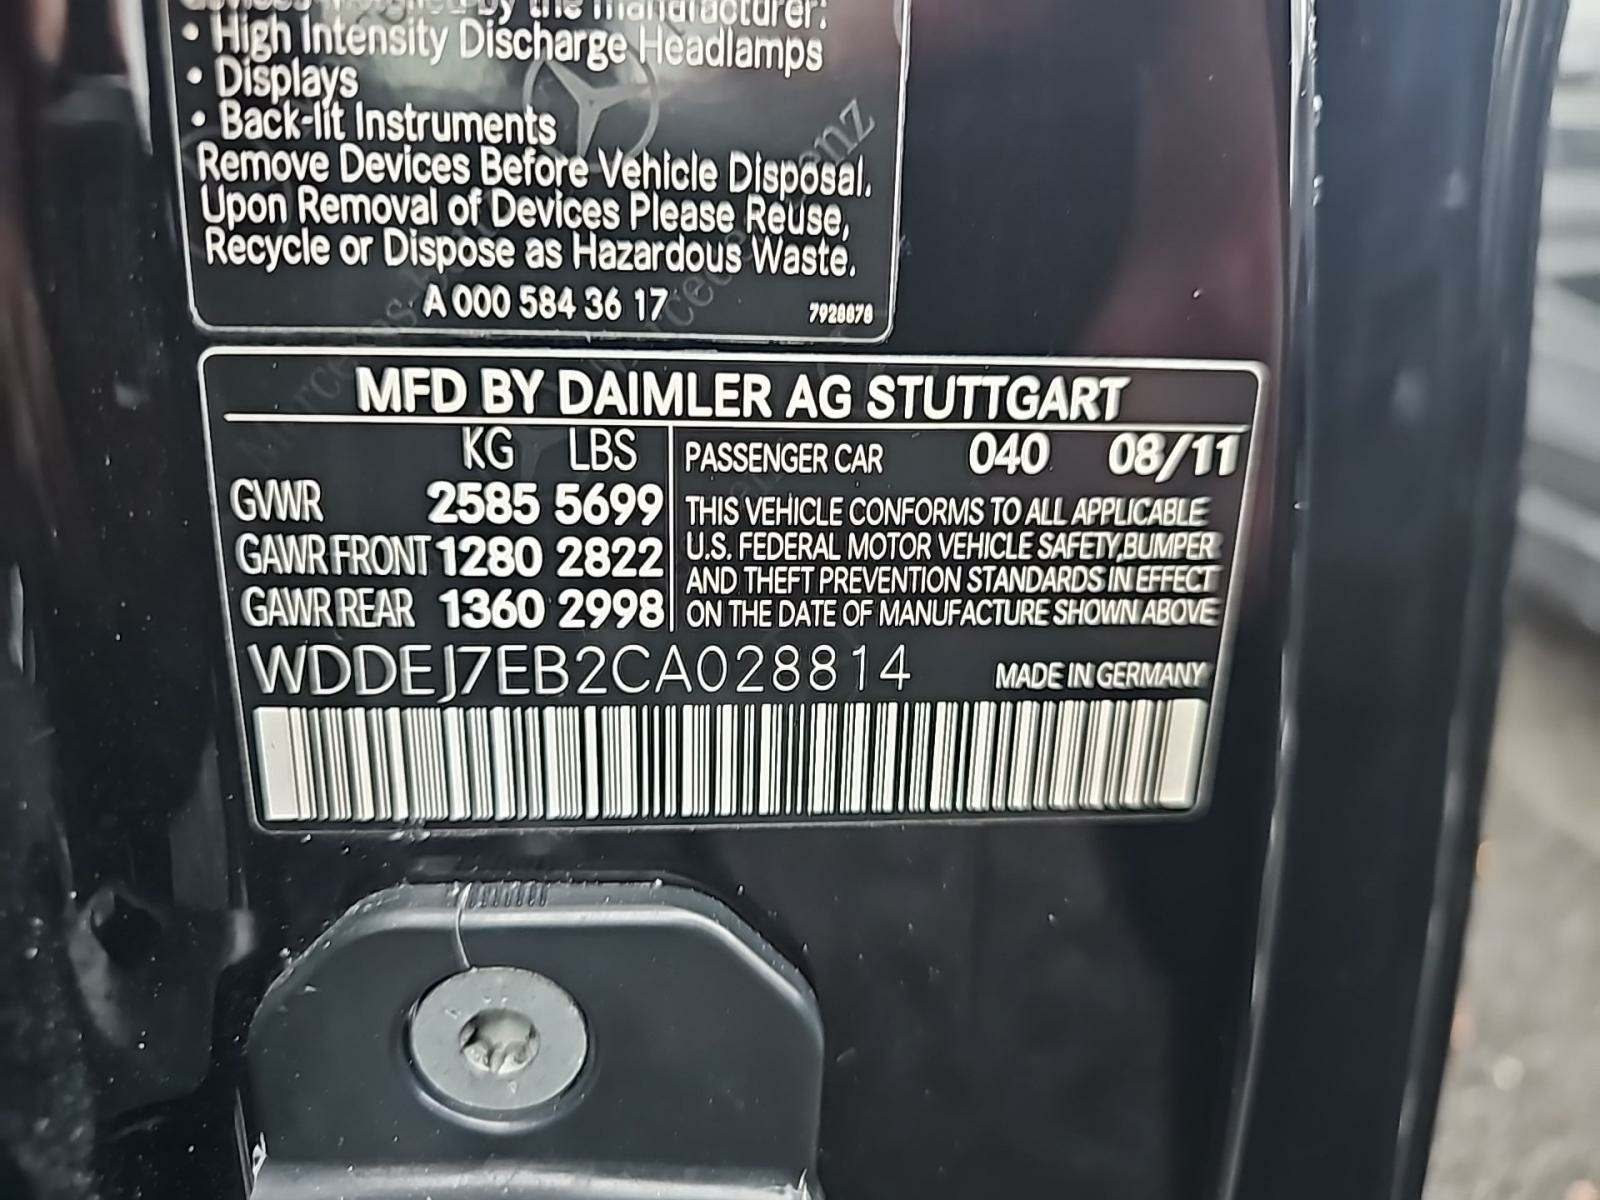 by the manufacturer:
• High Intensity Discharge Headlamps
• Displays
• Back-lit Instruments
Remove Devices Before Vehicle Disposal.
Upon Removal of Devices Please Reuse,
Recycle or Dispose as Hazardous Waste.
A 000 584 36 17
MFD BY DAIMLER AG STUTTGART
KG LBS
GVWR 2585 5699
GAWR FRONT 1280 2822
GAWR REAR 1360 2998
PASSENGER CAR 040 08/11
THIS VEHICLE CONFORMS TO ALL APPLICABLE
U.S. FEDERAL MOTOR VEHICLE SAFETY,BUMPER
AND THEFT PREVENTION STANDARDS IN EFFECT
ON THE DATE OF MANUFACTURE SHOWN ABOVE
WDDEJ7EB2CA028814 MADE IN GERMANY